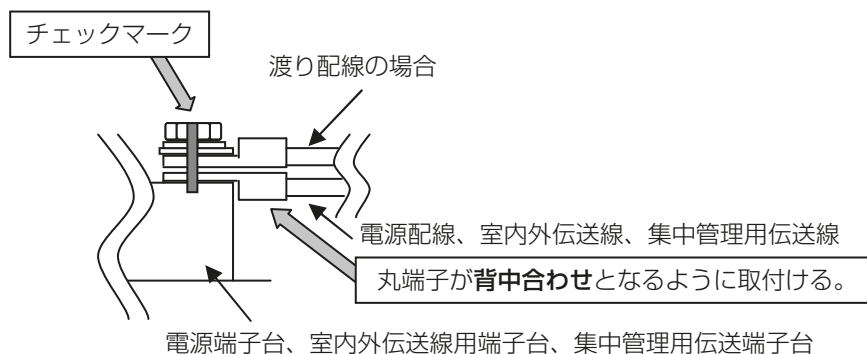 チェックマーク
渡り配線の場合
電源配線、室内外伝送線、集中管理用伝送線
丸端子が背中合わせとなるように取付ける。
電源端子台、室内外伝送線用端子台、集中管理用伝送端子台